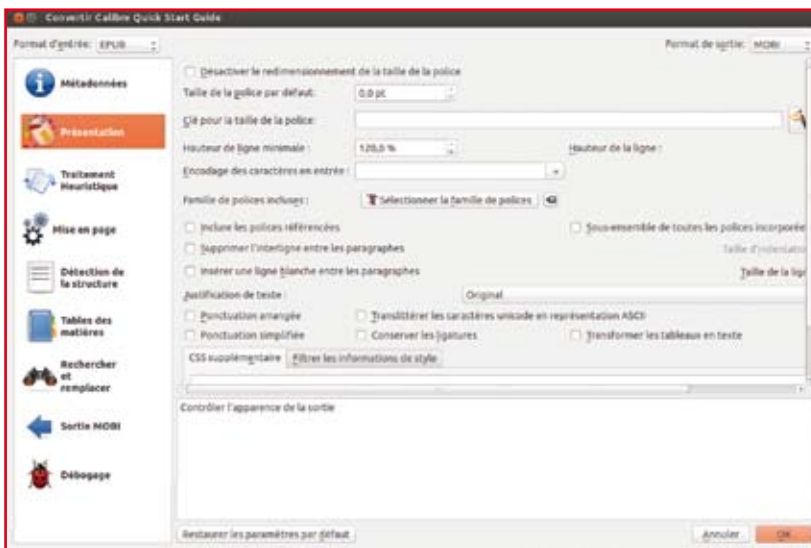 Convertir Calibre Quick Start Guide
Format d'entrée: EPUB
Format de sortie: MOBI
Métadonnées
Présentation
Traitement
Heuristique
Mise en page
Détection de
la structure
Tables des
matières
Rechercher
et
remplacer
Sortie MOBI
Débogage
Désactiver le redimensionnement de la taille de la police
Taille de la police par défaut: 0,0 pt
Clé pour la taille de la police:
Hauteur de ligne minimale : 120,0 % Hauteur de la ligne :
Encodage des caractères en entrée :
Famille de polices incluses : Sélectionner la famille de polices
Inclure les polices référencées Sous-ensemble de toutes les polices incorporée
Supprimer l'interligne entre les paragraphes Taille d'indentatio
Insérer une ligne blanche entre les paragraphes Taille de la lign
Justification de texte : Original
Ponctuation arrangée Translittérer les caractères unicode en représentation ASCII
Ponctuation simplifiée Conserver les ligatures Transformer les tableaux en texte
CSS supplémentaire Filtrer les informations de style
Contrôler l'apparence de la sortie
Restaurer les paramètres par défaut Annuler OK